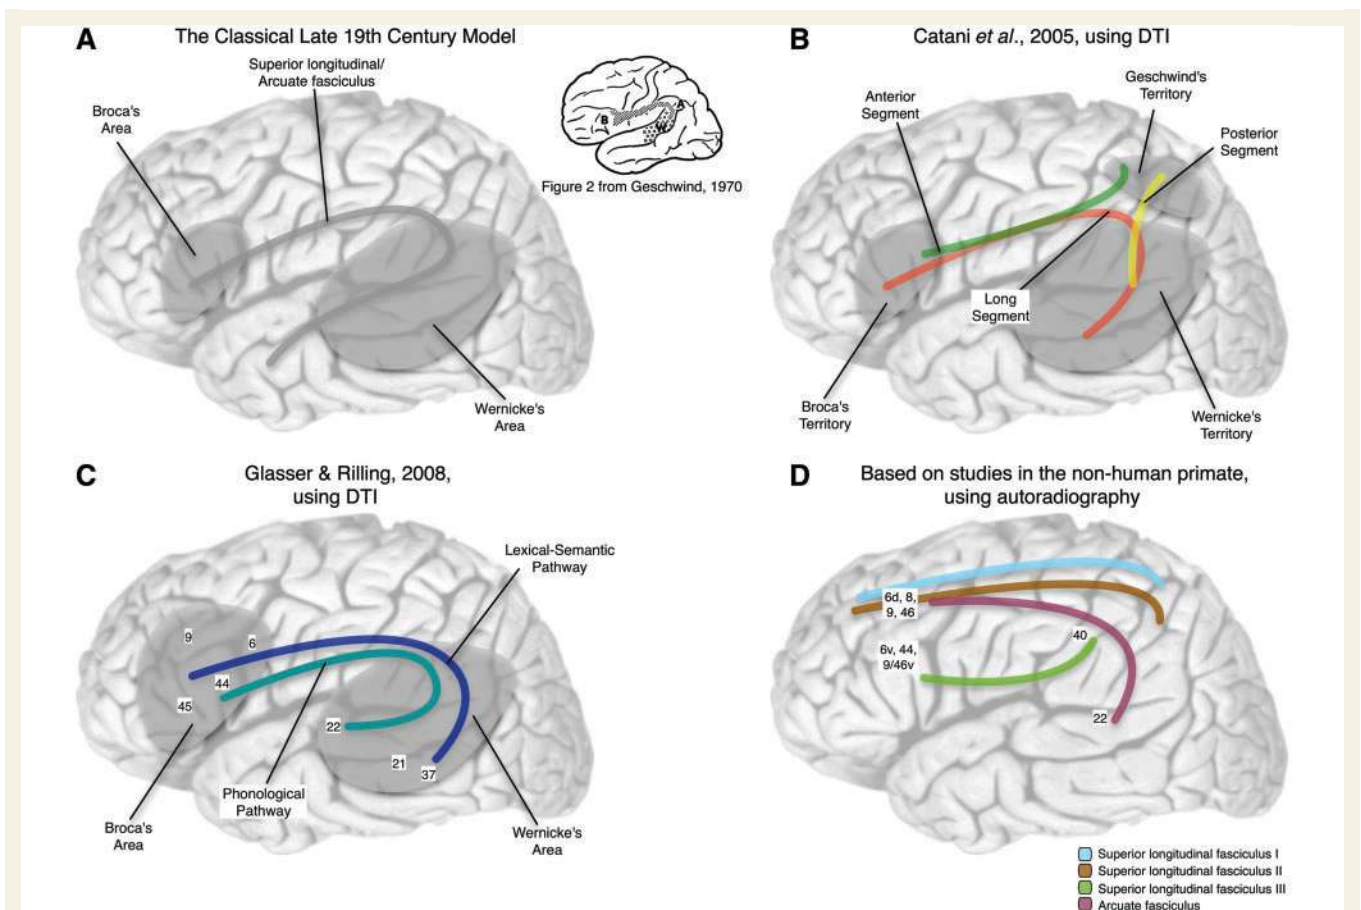 A
The Classical Late 19th Century Model
Superior longitudinal/
Arcuate fasciculus
Broca's
Area
B
A
W
Figure 2 from Geschwind, 1970
Wernicke's
Area
B
Catani et al., 2005, using DTI
Geschwind's
Territory
Anterior
Segment
Posterior
Segment
Long
Segment
Broca's
Territory
Wernicke's
Territory
C
Glasser & Rilling, 2008,
using DTI
Lexical-Semantic
Pathway
9
6
44
45
22
21
37
Phonological
Pathway
Broca's
Area
Wernicke's
Area
D
Based on studies in the non-human primate,
using autoradiography
6d, 8,
9, 46
6v, 44,
9/46v
40
22
Superior longitudinal fasciculus I
Superior longitudinal fasciculus II
Superior longitudinal fasciculus III
Arcuate fasciculus